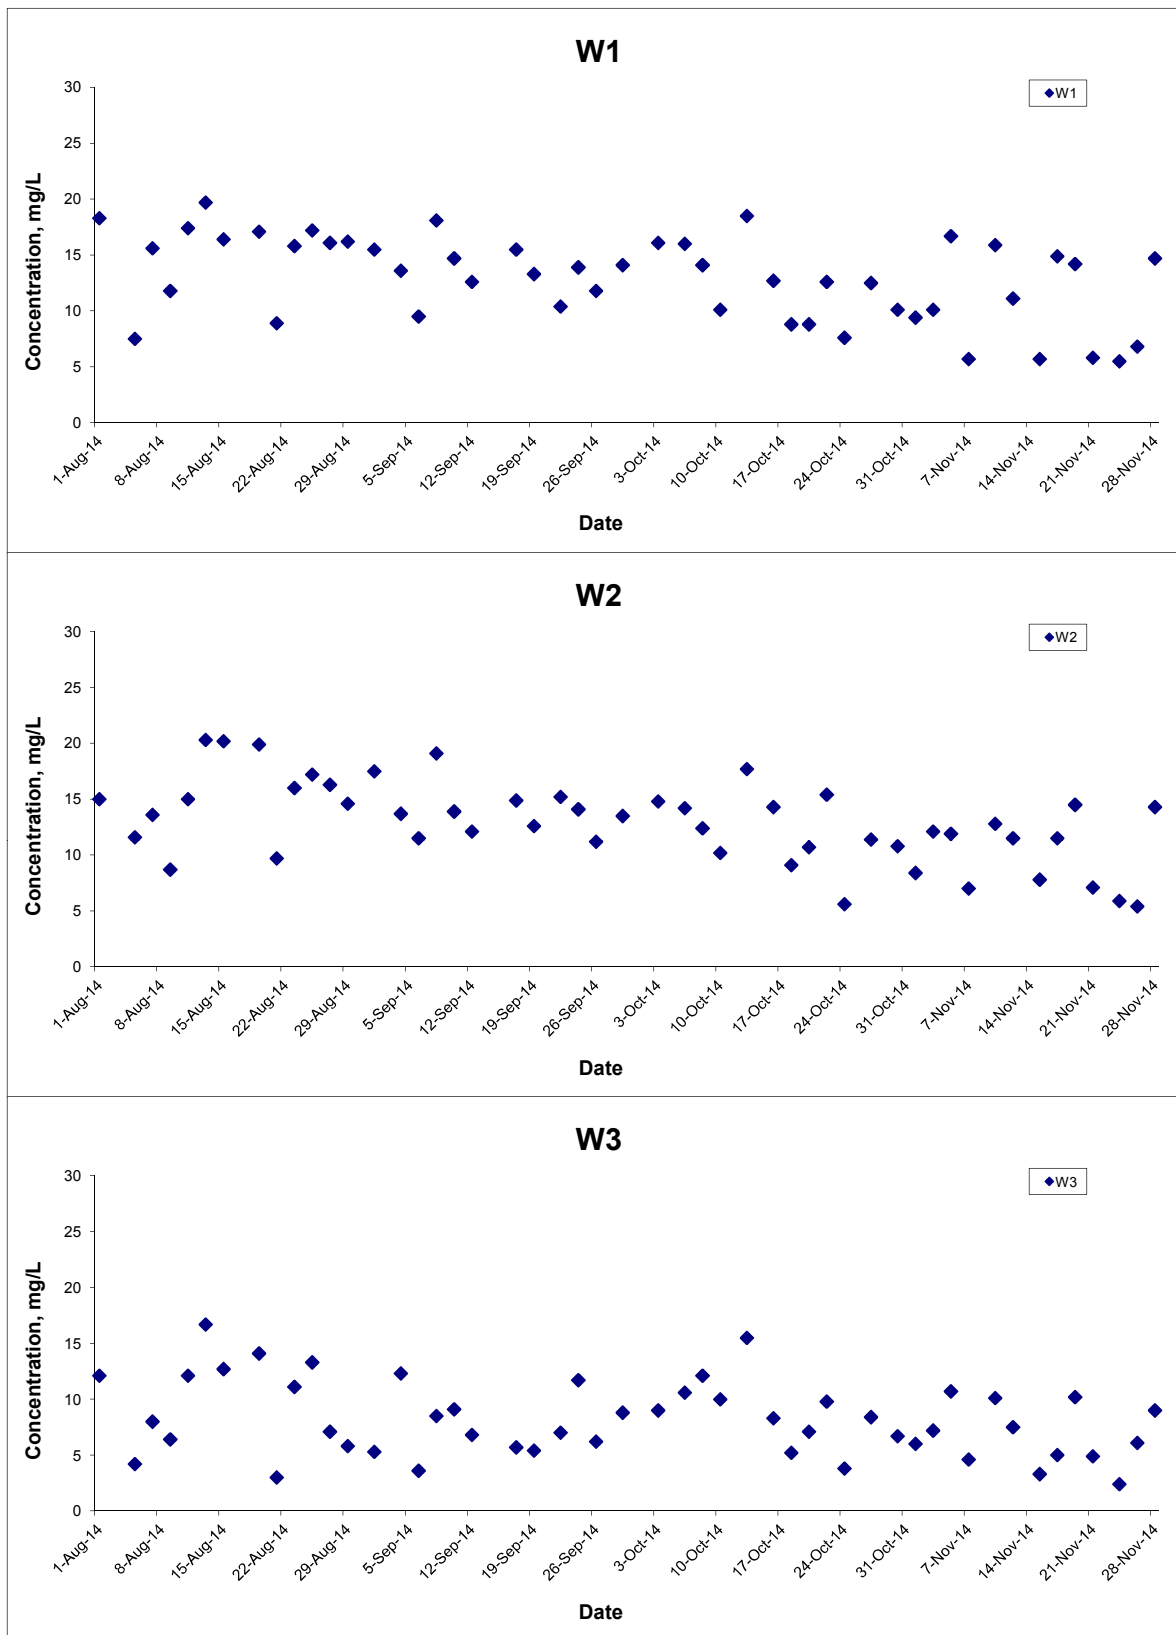 W1
W1
30
25
20
15
10
5
0
Concentration, mg/L
1-Aug-14
8-Aug-14
15-Aug-14
22-Aug-14
29-Aug-14
5-Sep-14
12-Sep-14
19-Sep-14
26-Sep-14
3-Oct-14
10-Oct-14
17-Oct-14
24-Oct-14
31-Oct-14
7-Nov-14
14-Nov-14
21-Nov-14
28-Nov-14
Date
W2
W2
30
25
20
15
10
5
0
Concentration, mg/L
1-Aug-14
8-Aug-14
15-Aug-14
22-Aug-14
29-Aug-14
5-Sep-14
12-Sep-14
19-Sep-14
26-Sep-14
3-Oct-14
10-Oct-14
17-Oct-14
24-Oct-14
31-Oct-14
7-Nov-14
14-Nov-14
21-Nov-14
28-Nov-14
Date
W3
W3
30
25
20
15
10
5
0
Concentration, mg/L
1-Aug-14
8-Aug-14
15-Aug-14
22-Aug-14
29-Aug-14
5-Sep-14
12-Sep-14
19-Sep-14
26-Sep-14
3-Oct-14
10-Oct-14
17-Oct-14
24-Oct-14
31-Oct-14
7-Nov-14
14-Nov-14
21-Nov-14
28-Nov-14
Date